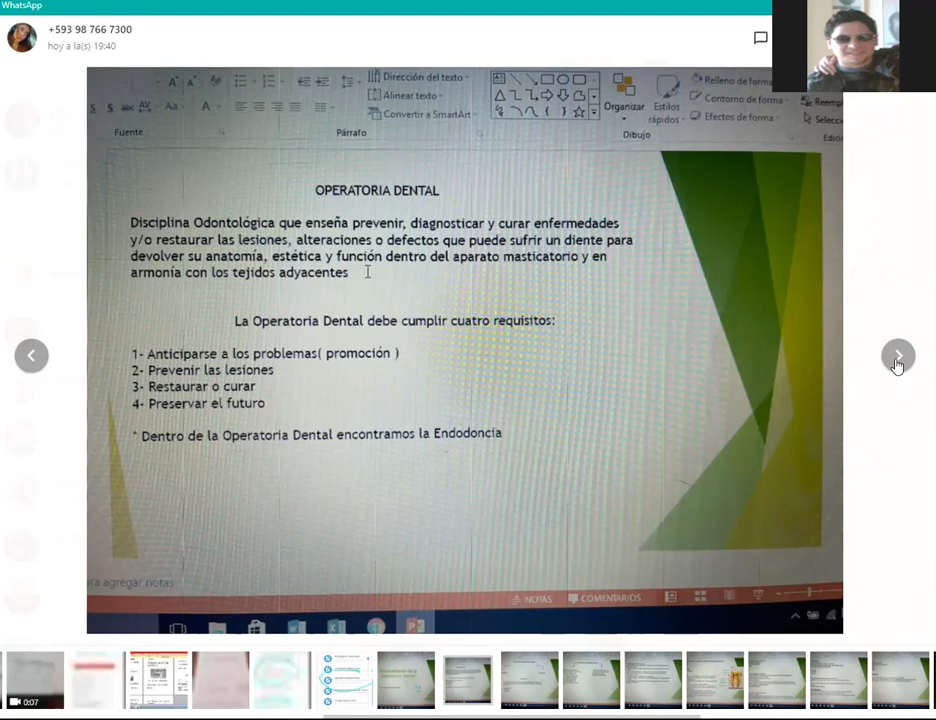 WhatsApp
+593 98 766 7300
hoy a la(s) 19:40
Dirección del texto
Alinear texto
Convertir a SmartArt
Organizar
Estilos
rápidos
Relleno de forma
Contorno de forma
Efectos de forma
Fuente
Párrafo
Dibujo
OPERATORIA DENTAL
Disciplina Odontológica que enseña prevenir, diagnosticar y curar enfermedades
y/o restaurar las lesiones, alteraciones o defectos que puede sufrir un diente para
devolver su anatomía, estética y función dentro del aparato masticatorio y en
armonía con los tejidos adyacentes
La Operatoria Dental debe cumplir cuatro requisitos:
1- Anticiparse a los problemas( promoción )
2- Prevenir las lesiones
3- Restaurar o curar
4- Preservar el futuro
* Dentro de la Operatoria Dental encontramos la Endodoncia
agregar notas
NOTAS
COMENTARIOS
0:07